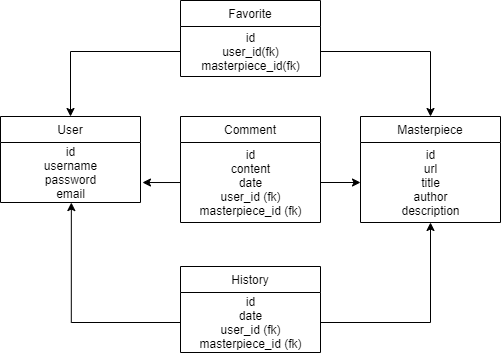 Favorite
id
user_id(fk)
masterpiece_id(fk)
User
id
username
password
email
Comment
id
content
date
user_id (fk)
masterpiece_id (fk)
Masterpiece
id
url
title
author
description
History
id
date
user_id (fk)
masterpiece_id (fk)